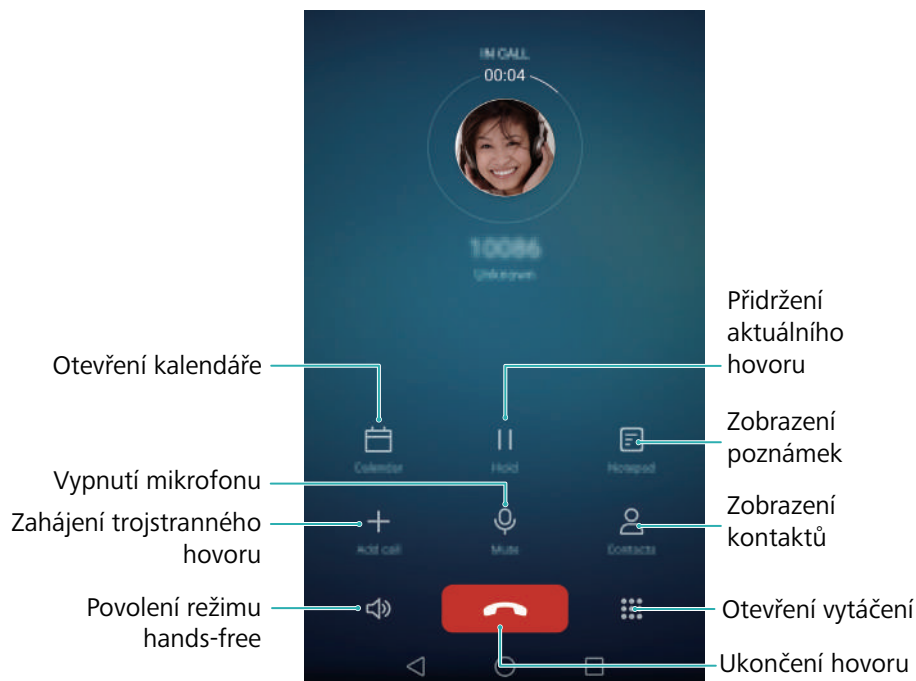 IN CALL
00:04
10086
Unknown
Přidržení
aktuálního
hovoru
Otevření kalendáře
Zobrazení
poznámek
Calendar
Hold
Notepad
Vypnutí mikrofonu
Zahájení trojstranného
hovoru
Zobrazení
kontaktů
Add call
Mute
Contacts
Povolení režimu
hands-free
Otevření vytáčení
Ukončení hovoru